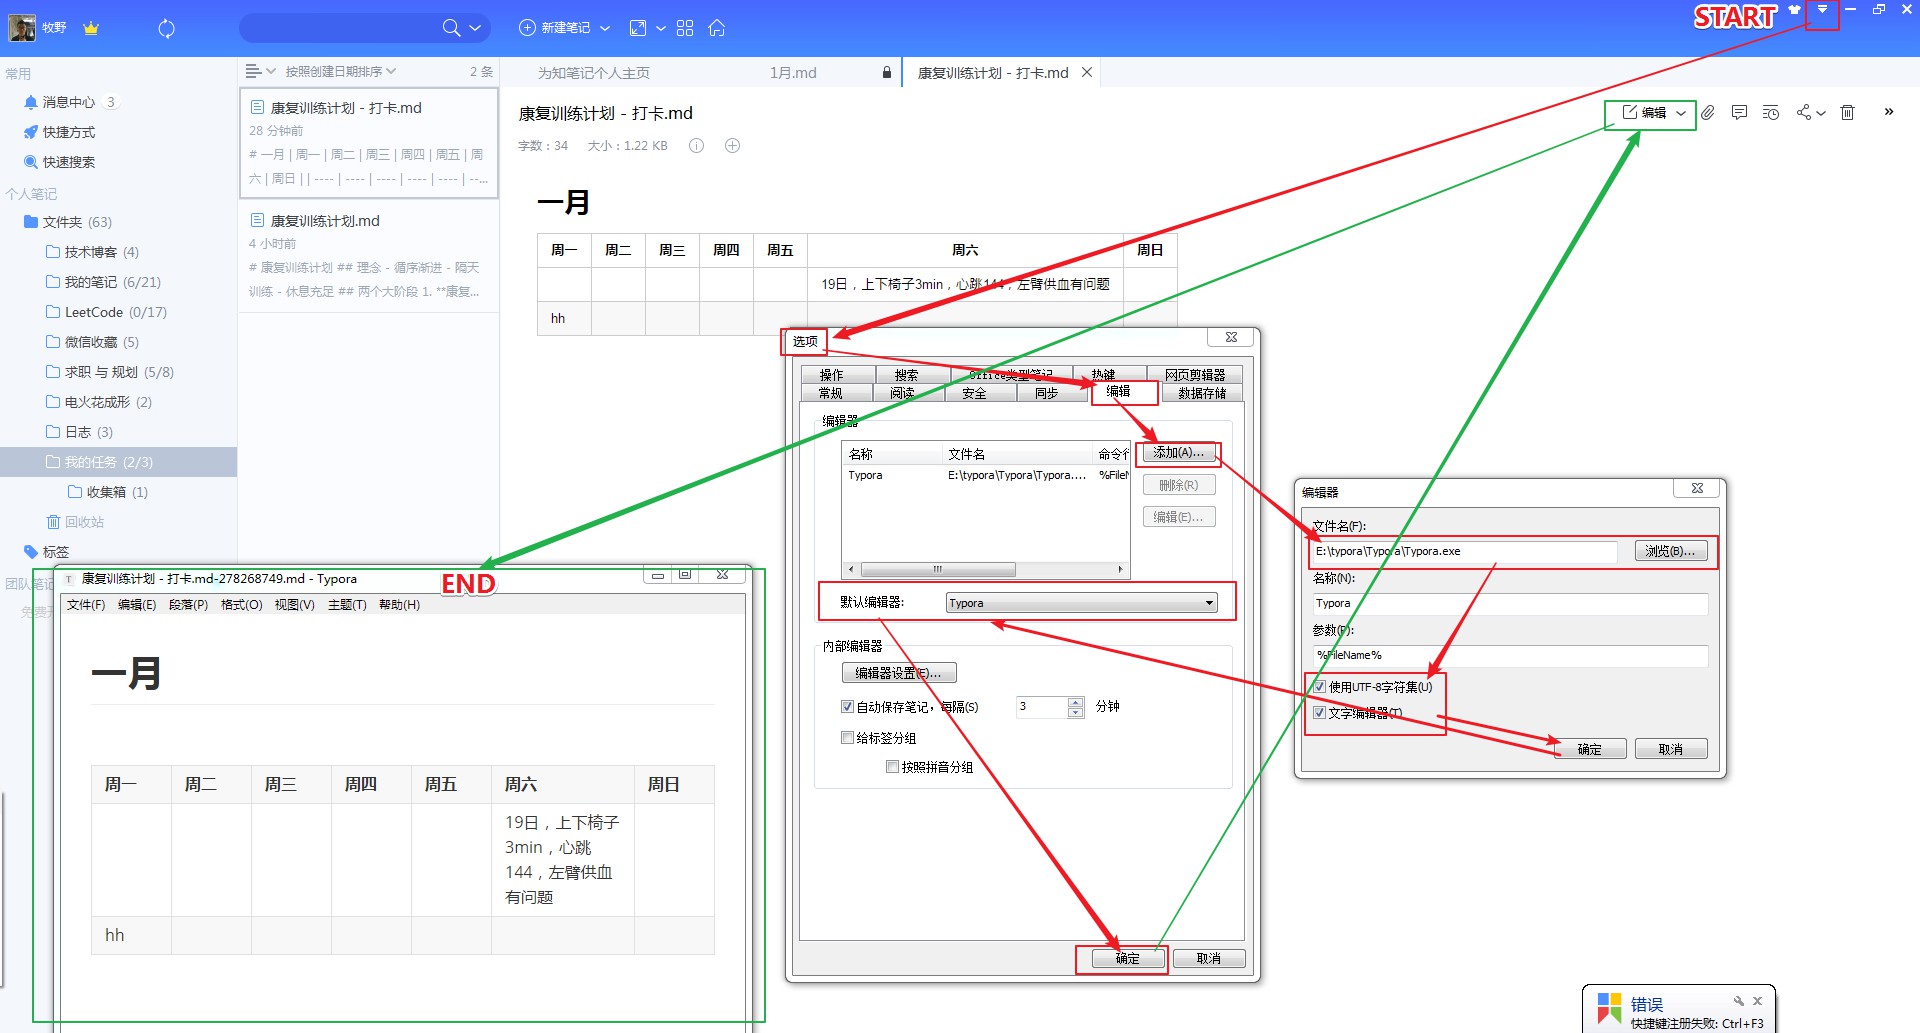 START
牧野
新建笔记
常用
消息中心 3
快捷方式
快速搜索
个人笔记
文件夹 (63)
技术博客 (4)
我的笔记 (6/21)
LeetCode (0/17)
微信收藏 (5)
求职 与 规划 (5/8)
电火花成形 (2)
日志 (3)
我的任务 (2/3)
收集箱 (1)
回收站
标签
团队笔记
免费开
按照创建日期排序 2 条
康复训练计划 - 打卡.md
28 分钟前
# 一月 | 周一 | 周二 | 周三 | 周四 | 周五 | 周
六 | 周日 | | ---- | ---- | ---- | ---- | ---- | --...
康复训练计划.md
4 小时前
# 康复训练计划 ## 理念 - 循序渐进 - 隔天
训练 - 休息充足 ## 两个大阶段 1. **康复...
为知笔记个人主页 1月.md 康复训练计划 - 打卡.md
康复训练计划 - 打卡.md
编辑
字数 : 34 大小 : 1.22 KB
一月
周一 周二 周三 周四 周五 周六 周日
19日，上下椅子3min，心跳144，左臂供血有问题
hh
选项
操作 搜索 Office类型笔记 热键 网页剪辑器
常规 阅读 安全 同步 编辑 数据存储
编辑器
名称 文件名 命令行
Typora E:\typora\Typora\Typora.... %FileN
添加(A)...
删除(R)
编辑(E)...
默认编辑器: Typora
内部编辑器
编辑器设置(E)...
自动保存笔记，每隔(S) 3 分钟
给标签分组
按照拼音分组
确定 取消
编辑器
文件名(F):
E:\typora\Typora\Typora.exe 浏览(B)...
名称(N):
Typora
参数(P):
%FileName%
使用UTF-8字符集(U)
文字编辑器(T)
确定 取消
康复训练计划 - 打卡.md-278268749.md - Typora
END
文件(F) 编辑(E) 段落(P) 格式(O) 视图(V) 主题(T) 帮助(H)
一月
周一 周二 周三 周四 周五 周六 周日
19日，上下椅子
3min，心跳
144，左臂供血
有问题
hh
错误
快捷键注册失败: Ctrl+F3